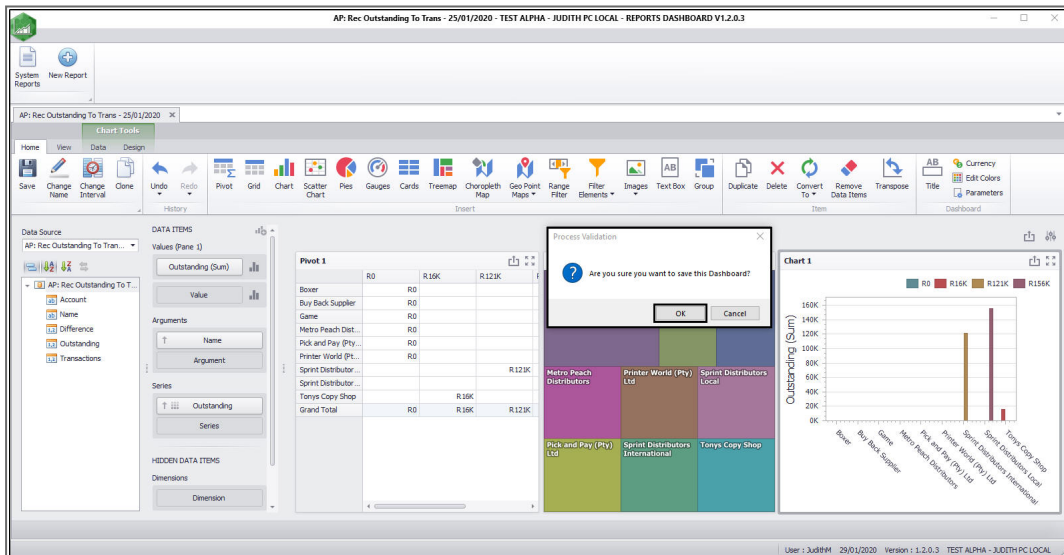 AP: Rec Outstanding To Trans - 25/01/2020 - TEST ALPHA - JUDITH PC LOCAL - REPORTS DASHBOARD V1.2.0.3
System Reports
New Report
AP: Rec Outstanding To Trans - 25/01/2020
Chart Tools
Home View Data Design
Save
Change Name
Change Interval
Clone
Undo
Redo
Pivot
Grid
Chart
Scatter Chart
Pies
Gauges
Cards
Treemap
Choropleth Map
Geo Point Maps
Range Filter
Filter Elements
Images
AB
Text Box
Group
Duplicate
Delete
Convert To
Remove Data Items
Transpose
AB
Title
Currency
Edit Colors
Parameters
History
Insert
Item
Dashboard
Data Source
AP: Rec Outstanding To Tran...
AP: Rec Outstanding To T...
ab Account
ab Name
1,2 Difference
1,2 Outstanding
1,2 Transactions
DATA ITEMS
Values (Pane 1)
Outstanding (Sum)
Value
Arguments
Name
Argument
Series
Outstanding
Series
HIDDEN DATA ITEMS
Dimensions
Dimension
Pivot 1
R0 R16K R121K
Boxer R0
Buy Back Supplier R0
Game R0
Metro Peach Dist... R0
Pick and Pay (Pt... R0
Printer World (Pt... R0
Sprint Distributor... R121K
Sprint Distributor...
Tonys Copy Shop R16K
Grand Total R0 R16K R121K
Process Validation
Are you sure you want to save this Dashboard?
OK Cancel
Metro Peach Distributors
Printer World (Pty) Ltd
Sprint Distributors Local
Pick and Pay (Pty) Ltd
Sprint Distributors International
Tonys Copy Shop
Chart 1
R0 R16K R121K R156K
Outstanding (Sum)
160K
140K
120K
100K
80K
60K
40K
20K
0K
Boxer
Buy Back Supplier
Game
Metro Peach Distributors
Pick and Pay (Pty) Ltd
Printer World (Pty) Ltd
Sprint Distributors International
Sprint Distributors Local
Tonys Copy Shop
User : JudithM 29/01/2020 Version : 1.2.0.3 TEST ALPHA - JUDITH PC LOCAL